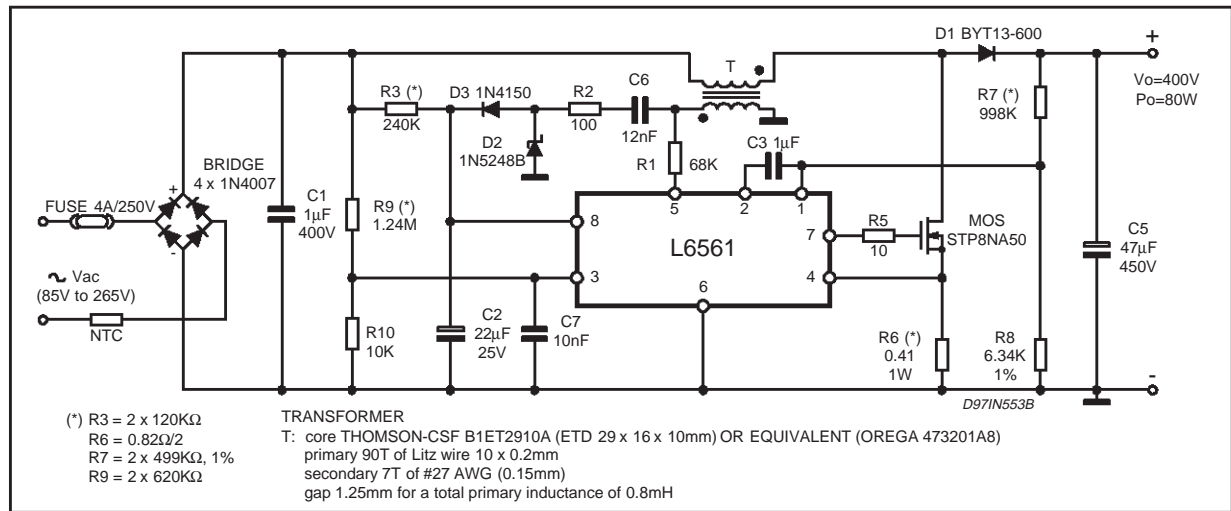 D1 BYT13-600
+
T
Vo=400V
Po=80W
R3 (*)
240K
D3 1N4150
R2
100
C6
12nF
R7 (*)
998K
D2
1N5248B
C3 1μF
R1
68K
BRIDGE
4 x 1N4007
+
-
FUSE 4A/250V
C1
1μF
400V
R9 (*)
1.24M
5
2
1
8
3
7
4
6
L6561
R5
10
MOS
STP8NA50
C5
47μF
450V
Vac
(85V to 265V)
NTC
R10
10K
C2
22μF
25V
C7
10nF
R6 (*)
0.41
1W
R8
6.34K
1%
-
D97IN553B
(*) R3 = 2 x 120KΩ
R6 = 0.82Ω/2
R7 = 2 x 499KΩ, 1%
R9 = 2 x 620KΩ
TRANSFORMER
T: core THOMSON-CSF B1ET2910A (ETD 29 x 16 x 10mm) OR EQUIVALENT (OREGA 473201A8)
primary 90T of Litz wire 10 x 0.2mm
secondary 7T of #27 AWG (0.15mm)
gap 1.25mm for a total primary inductance of 0.8mH